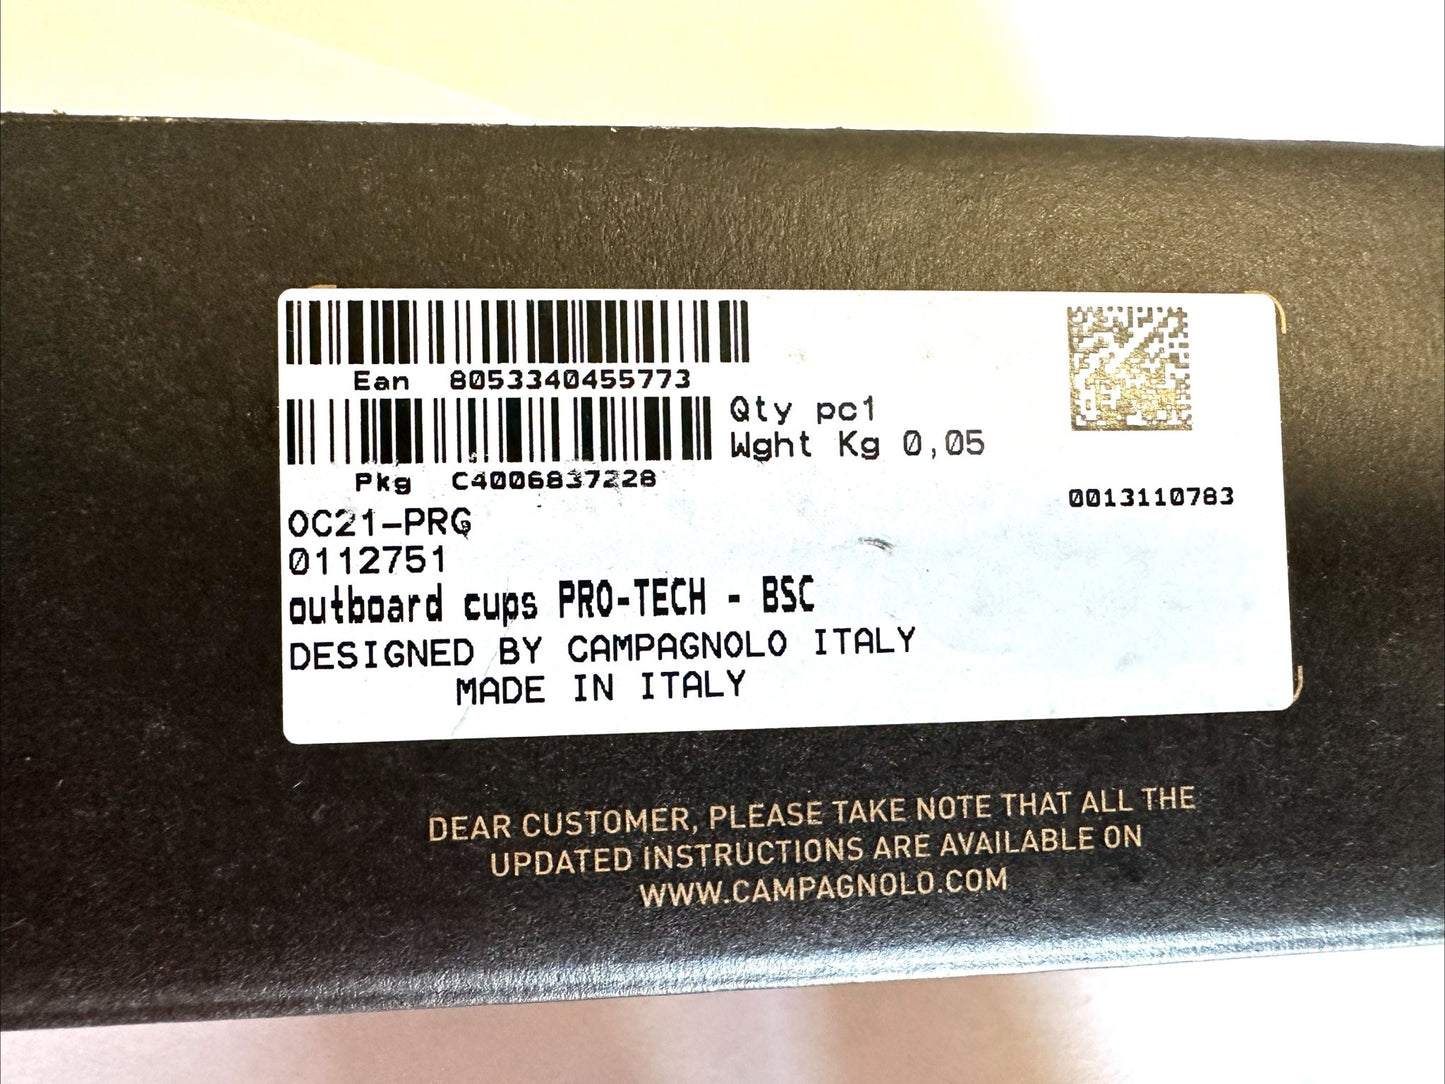 Ean 8053340455773
Qty pc1
Wght Kg 0,05
Pkg C4006837228
0013110783
OC21-PRG
0112751
outboard cups PRO-TECH - BSC
DESIGNED BY CAMPAGNOLO ITALY
MADE IN ITALY
DEAR CUSTOMER, PLEASE TAKE NOTE THAT ALL THE
UPDATED INSTRUCTIONS ARE AVAILABLE ON
WWW.CAMPAGNOLO.COM